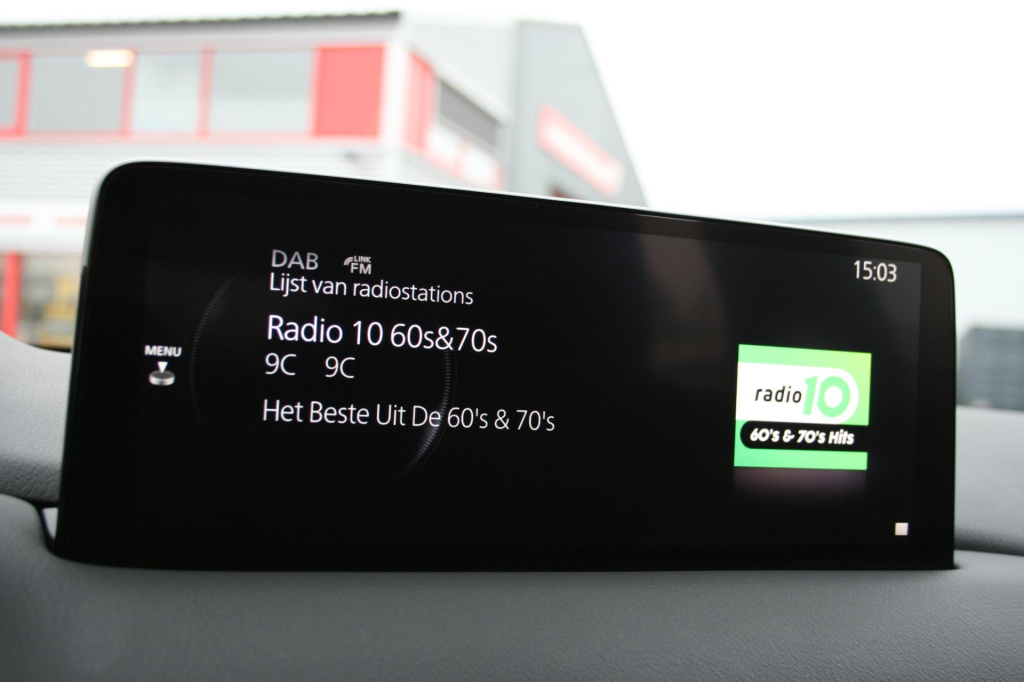 DAB LINK FM
15:03
Lijst van radiostations
Radio 10 60s&70s
MENU
9C 9C
Het Beste Uit De 60's & 70's
radio 10
60's & 70's Hits